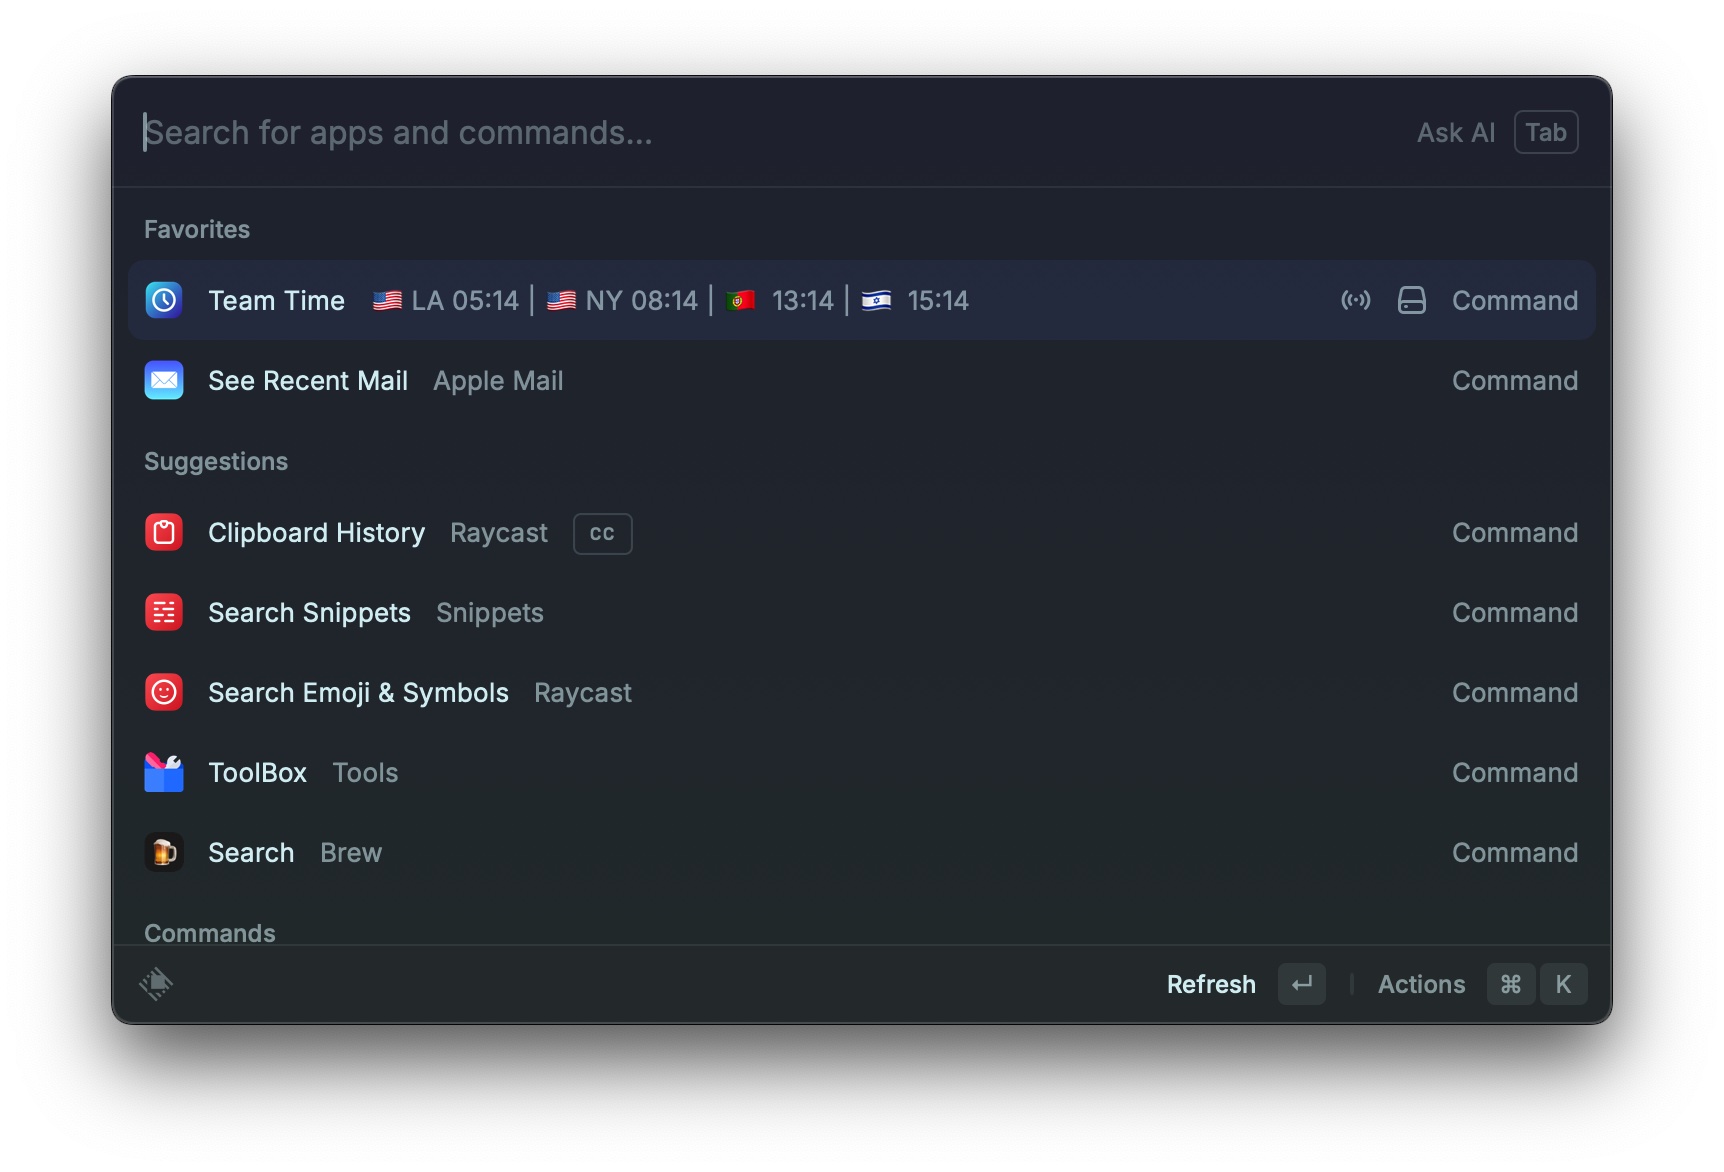 Search for apps and commands... Ask AI Tab
Favorites
Team Time 🇺🇸 LA 05:14 | 🇺🇸 NY 08:14 | 🇵🇹 13:14 | 🇮🇱 15:14 Command
See Recent Mail Apple Mail Command
Suggestions
Clipboard History Raycast cc Command
Search Snippets Snippets Command
Search Emoji & Symbols Raycast Command
ToolBox Tools Command
Search Brew Command
Commands
Refresh ↵ | Actions ⌘ K